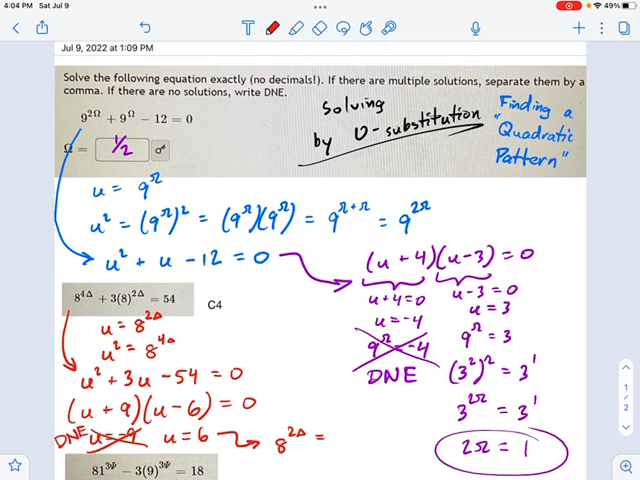 4:04 PM Sat Jul 9
49%
Jul 9, 2022 at 1:09 PM
Solve the following equation exactly (no decimals!). If there are multiple solutions, separate them by a
comma. If there are no solutions, write DNE.
9^{2Ω} + 9^Ω − 12 = 0
Ω = 1/2
solving
by U-substitution
Finding a
"Quadratic
Pattern"
u = 9^Ω
u² = (9^Ω)² = (9^Ω)(9^Ω) = 9^{Ω+Ω} = 9^{2Ω}
u² + u − 12 = 0
(u + 4)(u − 3) = 0
u + 4 = 0
u = −4
9^Ω = −4
DNE
u − 3 = 0
u = 3
9^Ω = 3
(3²)^Ω = 3¹
3^{2Ω} = 3¹
2Ω = 1
8^{4Δ} + 3(8)^{2Δ} = 54
C4
u = 8^{2Δ}
u² = 8^{4Δ}
u² + 3u − 54 = 0
(u + 9)(u − 6) = 0
DNE u = −9 u = 6 8^{2Δ} =
81^{3Ψ} − 3(9)^{3Ψ} = 18
1
2